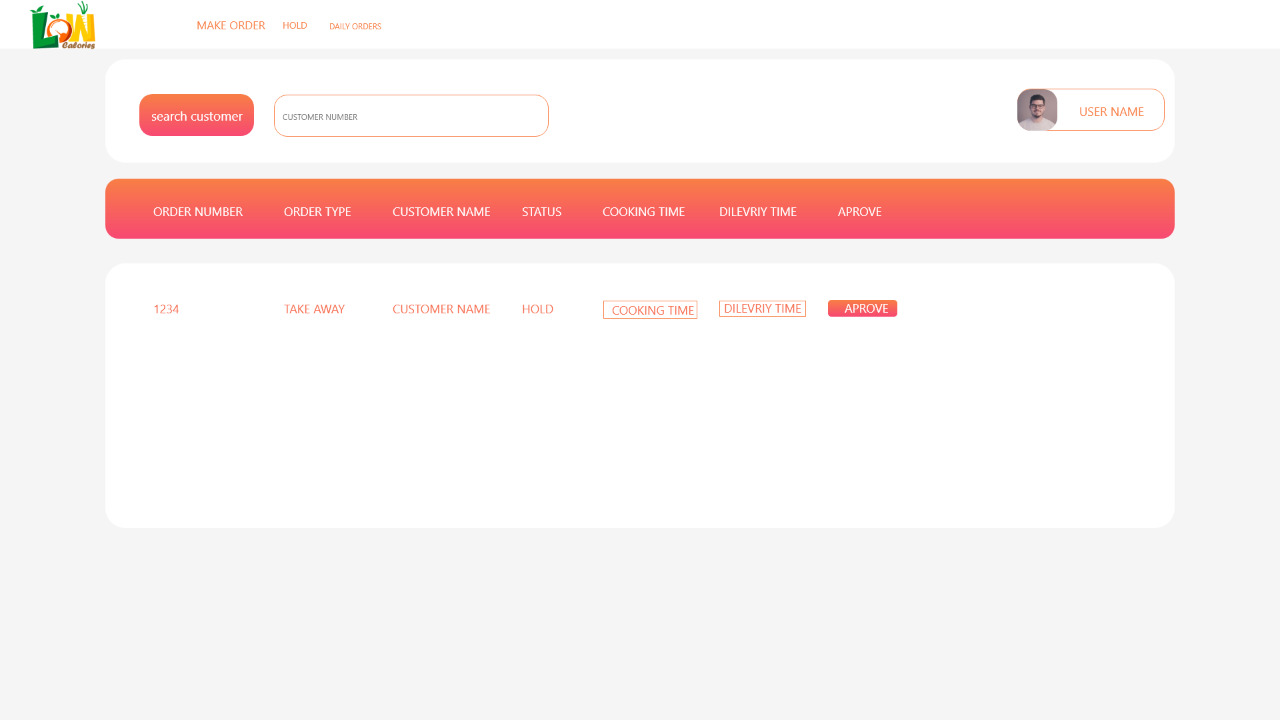 LOW
Calories
MAKE ORDER HOLD DAILY ORDERS
search customer CUSTOMER NUMBER USER NAME
ORDER NUMBER ORDER TYPE CUSTOMER NAME STATUS COOKING TIME DILEVRIY TIME APROVE
1234 TAKE AWAY CUSTOMER NAME HOLD COOKING TIME DILEVRIY TIME APROVE